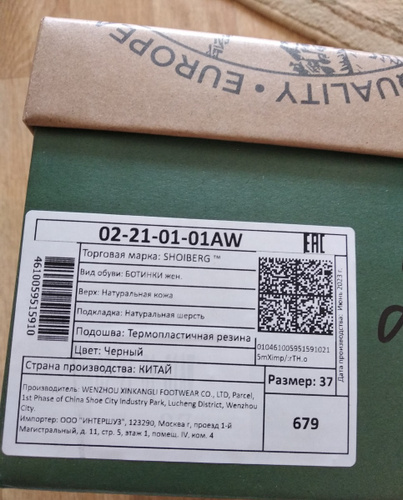 QUALITY • EUROPE
02-21-01-01AW
EAC
Торговая марка: SHOIBERG ™
Вид обуви: БОТИНКИ жен.
Верх: Натуральная кожа
Подкладка: Натуральная шерсть
Подошва: Термопластичная резина
Цвет: Черный
Страна производства: КИТАЙ
4610059515910
010461005951591021
5mXimp/:rTH.o
Дата производства: Июнь 2023 г.
Размер: 37
679
Производитель: WENZHOU XINKANGLI FOOTWEAR CO., LTD, Parcel,
1st Phase of China Shoe City Industry Park, Lucheng District, Wenzhou
City.
Импортер: ООО "ИНТЕРШУЗ", 123290, Москва г, проезд 1-й
Магистральный, д. 11, стр. 5, этаж 1, помещ. IV, ком. 4